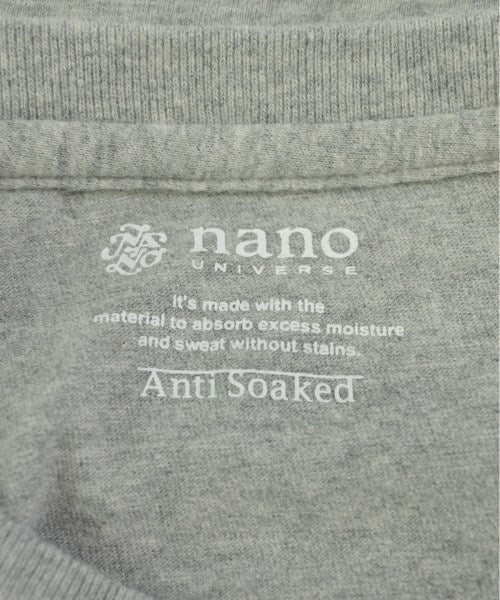 nano
UNIVERSE
It's made with the
material to absorb excess moisture
and sweat without stains.
Anti Soaked